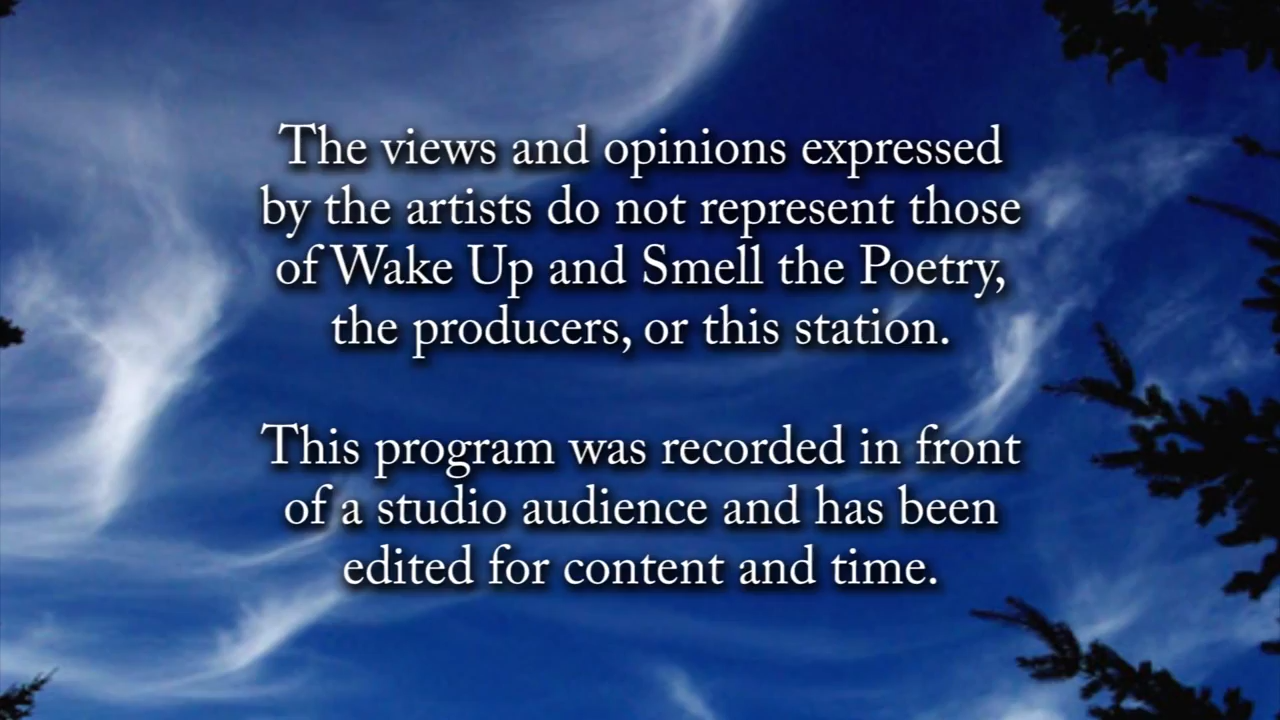 The views and opinions expressed
by the artists do not represent those
of Wake Up and Smell the Poetry,
the producers, or this station.
This program was recorded in front
of a studio audience and has been
edited for content and time.